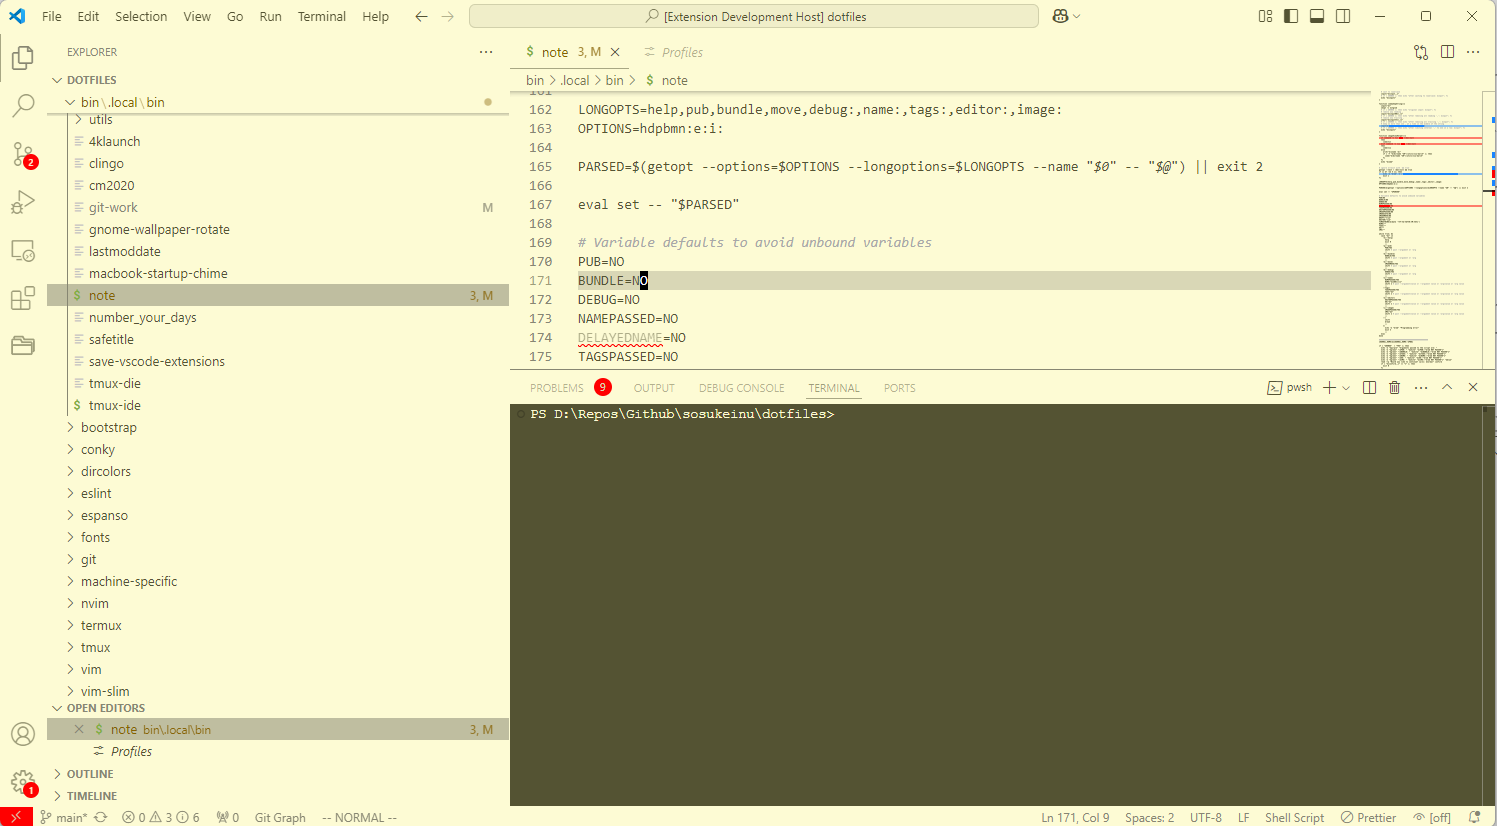 File Edit Selection View Go Run Terminal Help
[Extension Development Host] dotfiles
EXPLORER
DOTFILES
bin\.local\bin
utils
4klaunch
clingo
cm2020
git-work M
gnome-wallpaper-rotate
lastmoddate
macbook-startup-chime
note 3, M
number_your_days
safetitle
save-vscode-extensions
tmux-die
$ tmux-ide
bootstrap
conky
dircolors
eslint
espanso
fonts
git
machine-specific
nvim
termux
tmux
vim
vim-slim
OPEN EDITORS
$ note bin\.local\bin 3, M
Profiles
OUTLINE
TIMELINE
2
1
$ note 3, M
Profiles
bin > .local > bin > $ note
161
162 LONGOPTS=help,pub,bundle,move,debug:,name:,tags:,editor:,image:
163 OPTIONS=hdpbmn:e:i:
164
165 PARSED=$(getopt --options=$OPTIONS --longoptions=$LONGOPTS --name "$0" -- "$@") || exit 2
166
167 eval set -- "$PARSED"
168
169 # Variable defaults to avoid unbound variables
170 PUB=NO
171 BUNDLE=NO
172 DEBUG=NO
173 NAMEPASSED=NO
174 DELAYEDNAME=NO
175 TAGSPASSED=NO
PROBLEMS 9 OUTPUT DEBUG CONSOLE TERMINAL PORTS
pwsh
PS D:\Repos\Github\sosukeinu\dotfiles>
main* 0 3 6 0 Git Graph -- NORMAL --
Ln 171, Col 9 Spaces: 2 UTF-8 LF Shell Script Prettier [off]